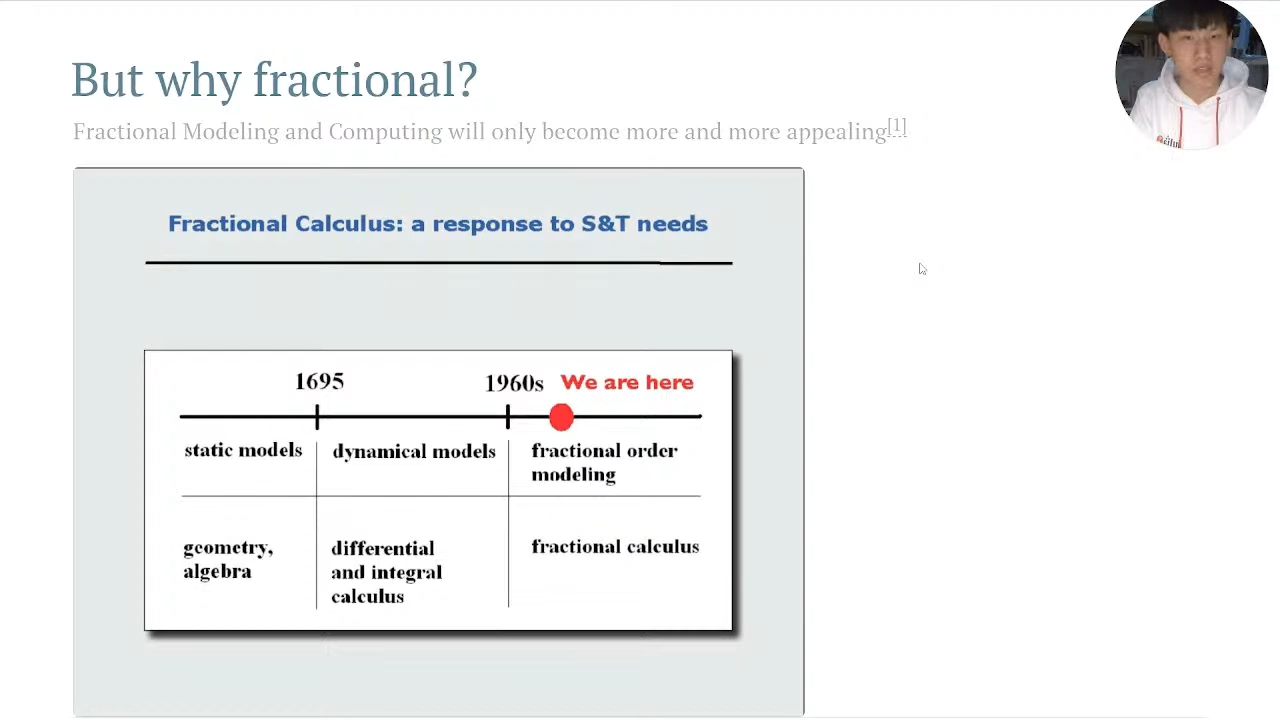 But why fractional?
Fractional Modeling and Computing will only become more and more appealing[1]
Fractional Calculus: a response to S&T needs
1695 1960s We are here
static models dynamical models fractional order modeling
geometry, algebra differential and integral calculus fractional calculus